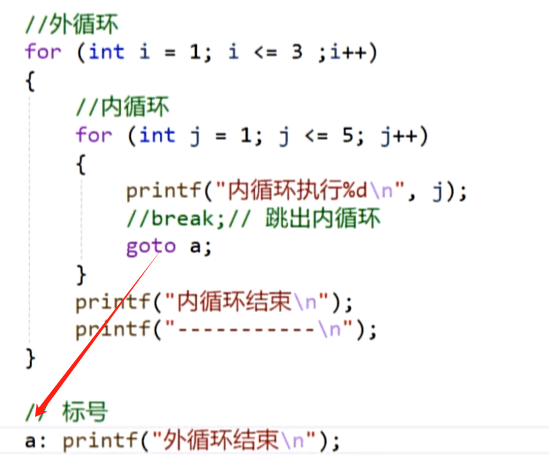 //外循环
for (int i = 1; i <= 3 ;i++)
{
    //内循环
    for (int j = 1; j <= 5; j++)
    {
        printf("内循环执行%d\n", j);
        //break;// 跳出内循环
        goto a;
    }
    printf("内循环结束\n");
    printf("-----------\n");
}
// 标号
a: printf("外循环结束\n");